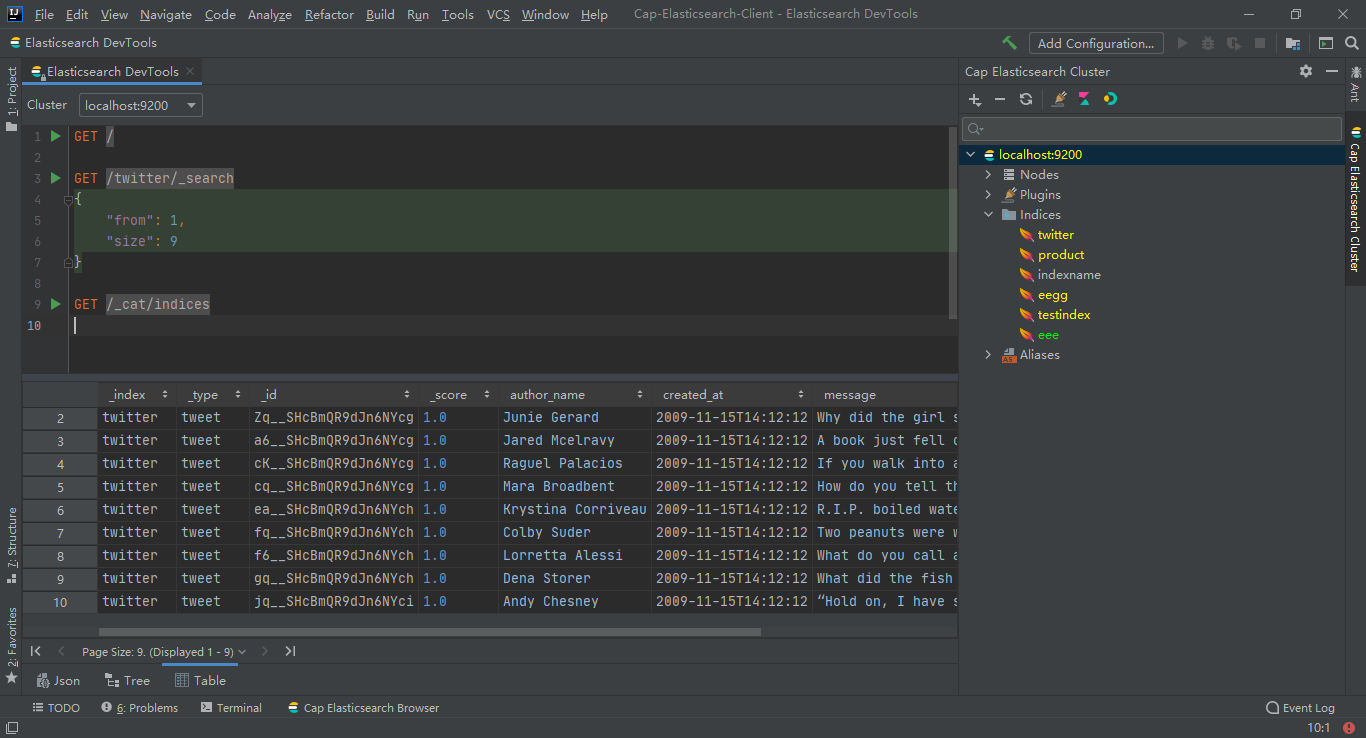 File Edit View Navigate Code Analyze Refactor Build Run Tools VCS Window Help Cap-Elasticsearch-Client - Elasticsearch DevTools
Elasticsearch DevTools Add Configuration...
1: Project
7: Structure
2: Favorites
Elasticsearch DevTools
Cluster localhost:9200
1 GET /
2
3 GET /twitter/_search
4 {
5 "from": 1,
6 "size": 9
7 }
8
9 GET /_cat/indices
10
_index _type _id _score author_name created_at message
2 twitter tweet Zq__SHcBmQR9dJn6NYcg 1.0 Junie Gerard 2009-11-15T14:12:12 Why did the girl s
3 twitter tweet a6__SHcBmQR9dJn6NYcg 1.0 Jared Mcelravy 2009-11-15T14:12:12 A book just fell o
4 twitter tweet cK__SHcBmQR9dJn6NYcg 1.0 Raguel Palacios 2009-11-15T14:12:12 If you walk into a
5 twitter tweet cq__SHcBmQR9dJn6NYcg 1.0 Mara Broadbent 2009-11-15T14:12:12 How do you tell th
6 twitter tweet ea__SHcBmQR9dJn6NYch 1.0 Krystina Corriveau 2009-11-15T14:12:12 R.I.P. boiled wate
7 twitter tweet fq__SHcBmQR9dJn6NYch 1.0 Colby Suder 2009-11-15T14:12:12 Two peanuts were w
8 twitter tweet f6__SHcBmQR9dJn6NYch 1.0 Lorretta Alessi 2009-11-15T14:12:12 What do you call a
9 twitter tweet gq__SHcBmQR9dJn6NYch 1.0 Dena Storer 2009-11-15T14:12:12 What did the fish
10 twitter tweet jq__SHcBmQR9dJn6NYci 1.0 Andy Chesney 2009-11-15T14:12:12 “Hold on, I have s
Page Size: 9. (Displayed 1 - 9)
Json Tree Table
Cap Elasticsearch Cluster
localhost:9200
Nodes
Plugins
Indices
twitter
product
indexname
eegg
testindex
eee
Aliases
Ant
Cap Elasticsearch Cluster
TODO 6: Problems Terminal Cap Elasticsearch Browser Event Log
10:1